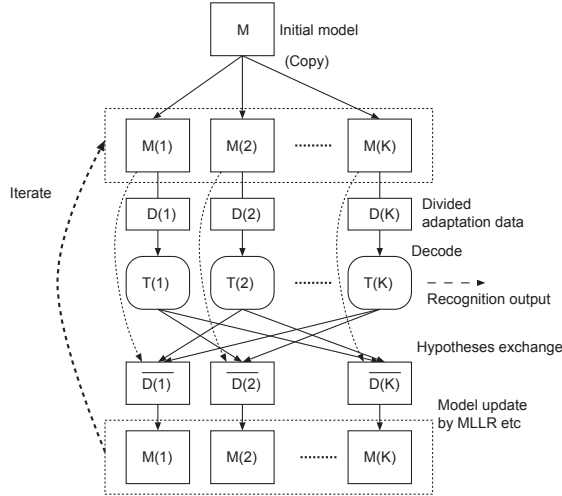 M
Initial model
(Copy)
M(1) M(2) ········ M(K)
Iterate
D(1) D(2) D(K)
Divided
adaptation data
Decode
T(1) T(2) ········ T(K)
Recognition output
Hypotheses exchange
D̅(̅1̅)̅ D̅(̅2̅)̅ D̅(̅K̅)̅
Model update
by MLLR etc
M(1) M(2) ········ M(K)